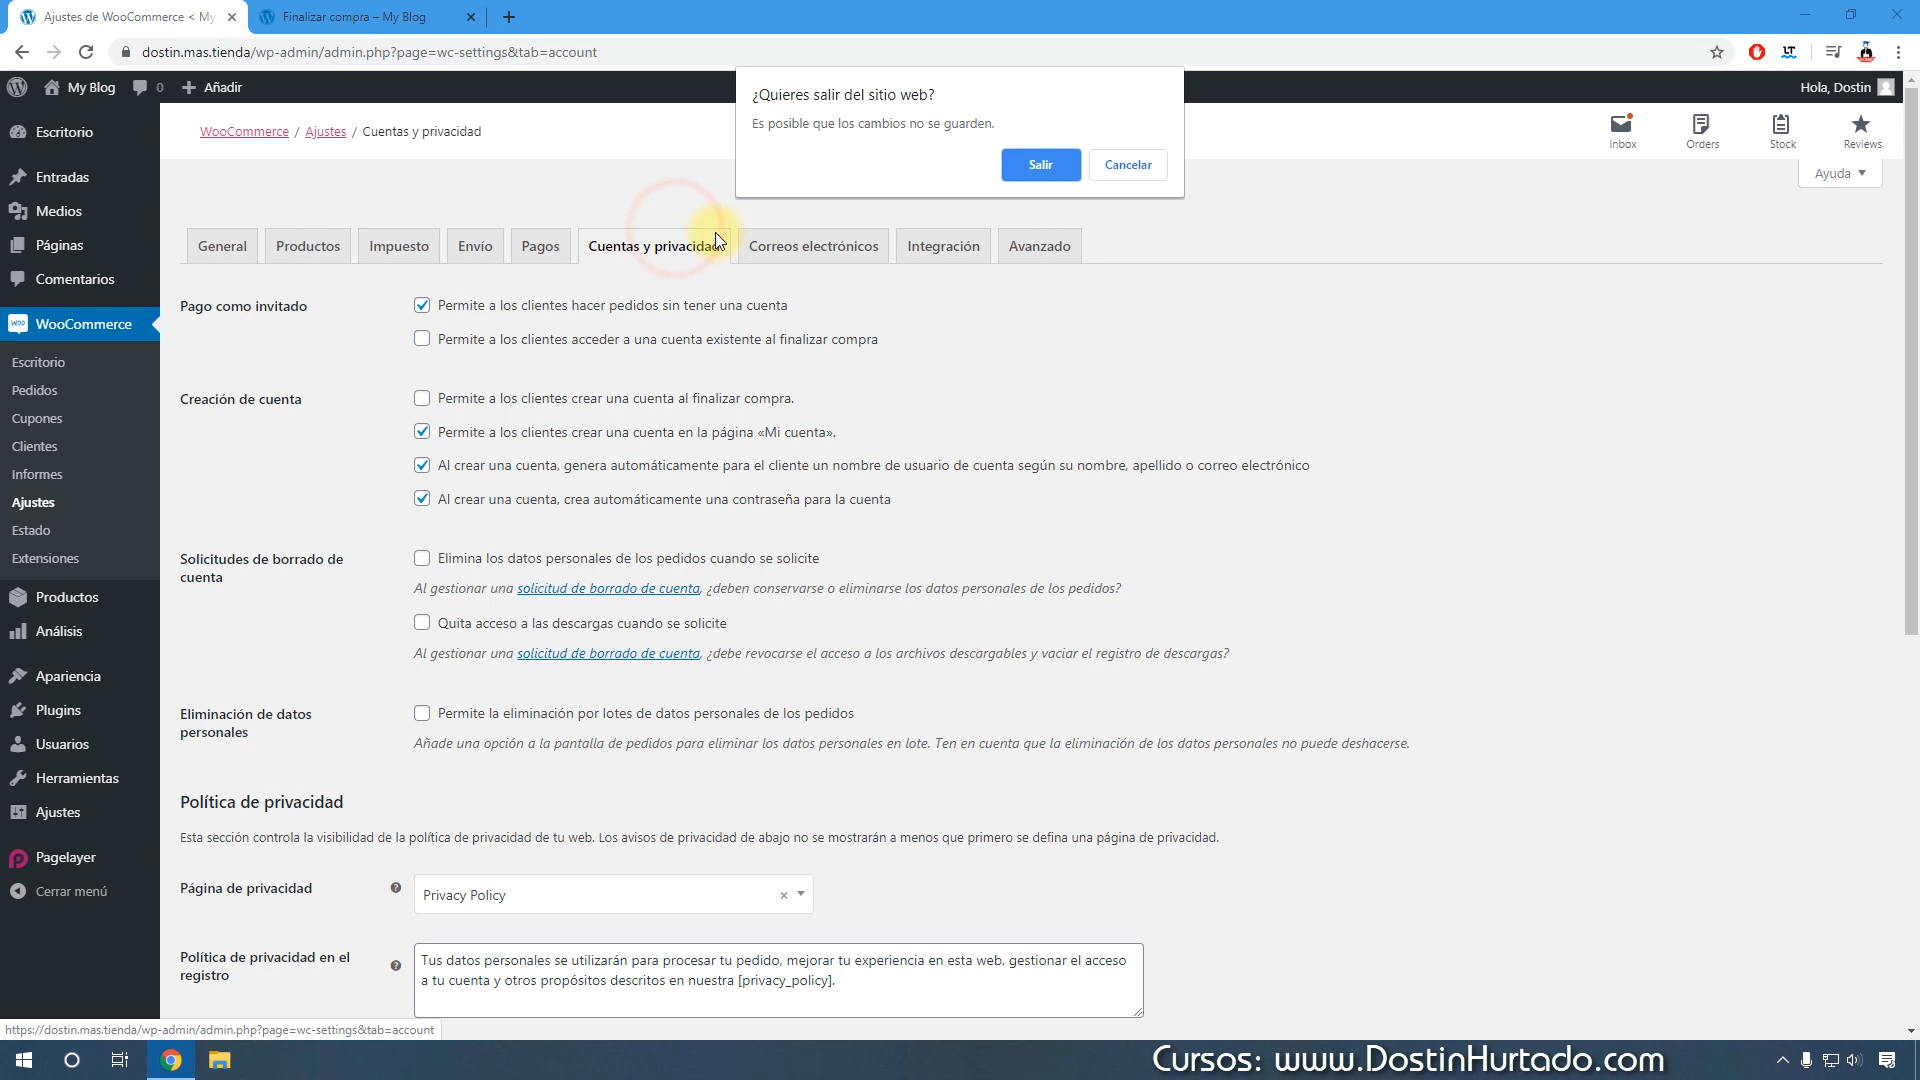 Ajustes de WooCommerce < My
Finalizar compra – My Blog
dostin.mas.tienda/wp-admin/admin.php?page=wc-settings&tab=account
My Blog
0
Añadir
Hola, Dostin
¿Quieres salir del sitio web?
Es posible que los cambios no se guarden.
Salir
Cancelar
WooCommerce / Ajustes / Cuentas y privacidad
Inbox
Orders
Stock
Reviews
Ayuda
Escritorio
Entradas
Medios
Páginas
Comentarios
WooCommerce
Escritorio
Pedidos
Cupones
Clientes
Informes
Ajustes
Estado
Extensiones
Productos
Análisis
Apariencia
Plugins
Usuarios
Herramientas
Ajustes
Pagelayer
Cerrar menú
General
Productos
Impuesto
Envío
Pagos
Cuentas y privacidad
Correos electrónicos
Integración
Avanzado
Pago como invitado
Permite a los clientes hacer pedidos sin tener una cuenta
Permite a los clientes acceder a una cuenta existente al finalizar compra
Creación de cuenta
Permite a los clientes crear una cuenta al finalizar compra.
Permite a los clientes crear una cuenta en la página «Mi cuenta».
Al crear una cuenta, genera automáticamente para el cliente un nombre de usuario de cuenta según su nombre, apellido o correo electrónico
Al crear una cuenta, crea automáticamente una contraseña para la cuenta
Solicitudes de borrado de
cuenta
Elimina los datos personales de los pedidos cuando se solicite
Al gestionar una solicitud de borrado de cuenta, ¿deben conservarse o eliminarse los datos personales de los pedidos?
Quita acceso a las descargas cuando se solicite
Al gestionar una solicitud de borrado de cuenta, ¿debe revocarse el acceso a los archivos descargables y vaciar el registro de descargas?
Eliminación de datos
personales
Permite la eliminación por lotes de datos personales de los pedidos
Añade una opción a la pantalla de pedidos para eliminar los datos personales en lote. Ten en cuenta que la eliminación de los datos personales no puede deshacerse.
Política de privacidad
Esta sección controla la visibilidad de la política de privacidad de tu web. Los avisos de privacidad de abajo no se mostrarán a menos que primero se defina una página de privacidad.
Página de privacidad
Privacy Policy
Política de privacidad en el
registro
Tus datos personales se utilizarán para procesar tu pedido, mejorar tu experiencia en esta web, gestionar el acceso
a tu cuenta y otros propósitos descritos en nuestra [privacy_policy].
https://dostin.mas.tienda/wp-admin/admin.php?page=wc-settings&tab=account
Cursos: www.DostinHurtado.com